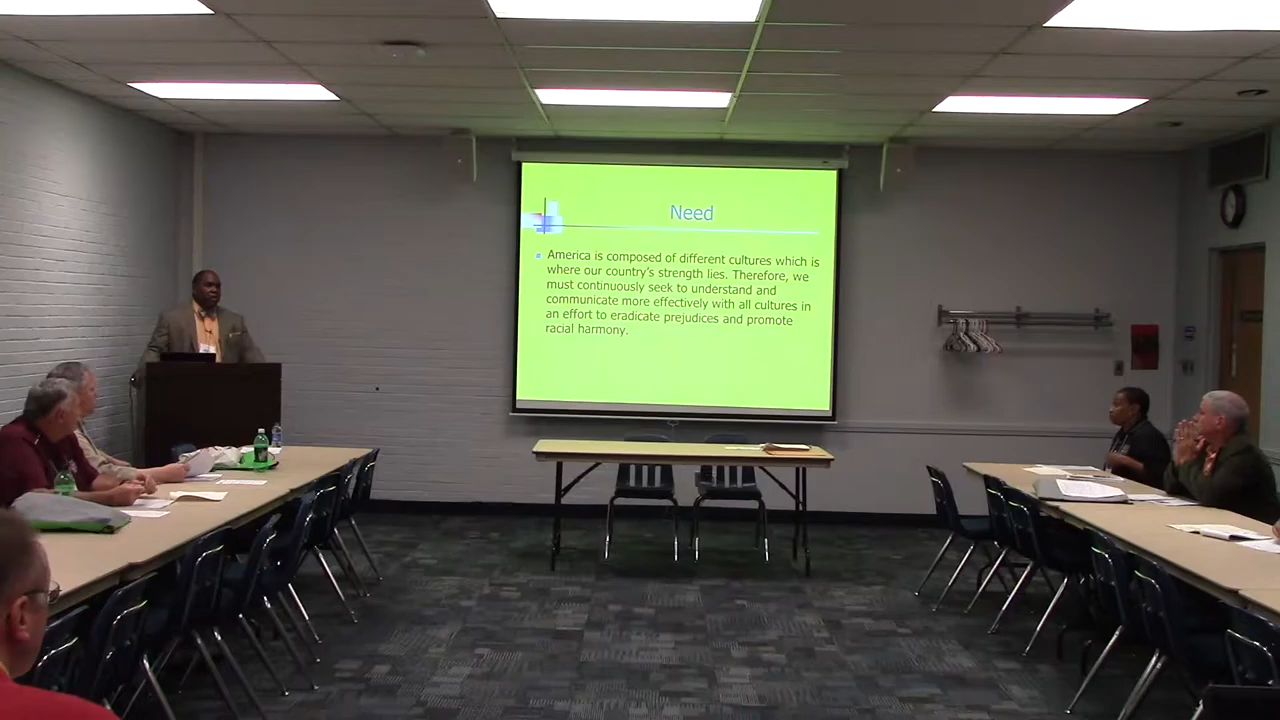 Need
America is composed of different cultures which is
where our country's strength lies. Therefore, we
must continuously seek to understand and
communicate more effectively with all cultures in
an effort to eradicate prejudices and promote
racial harmony.